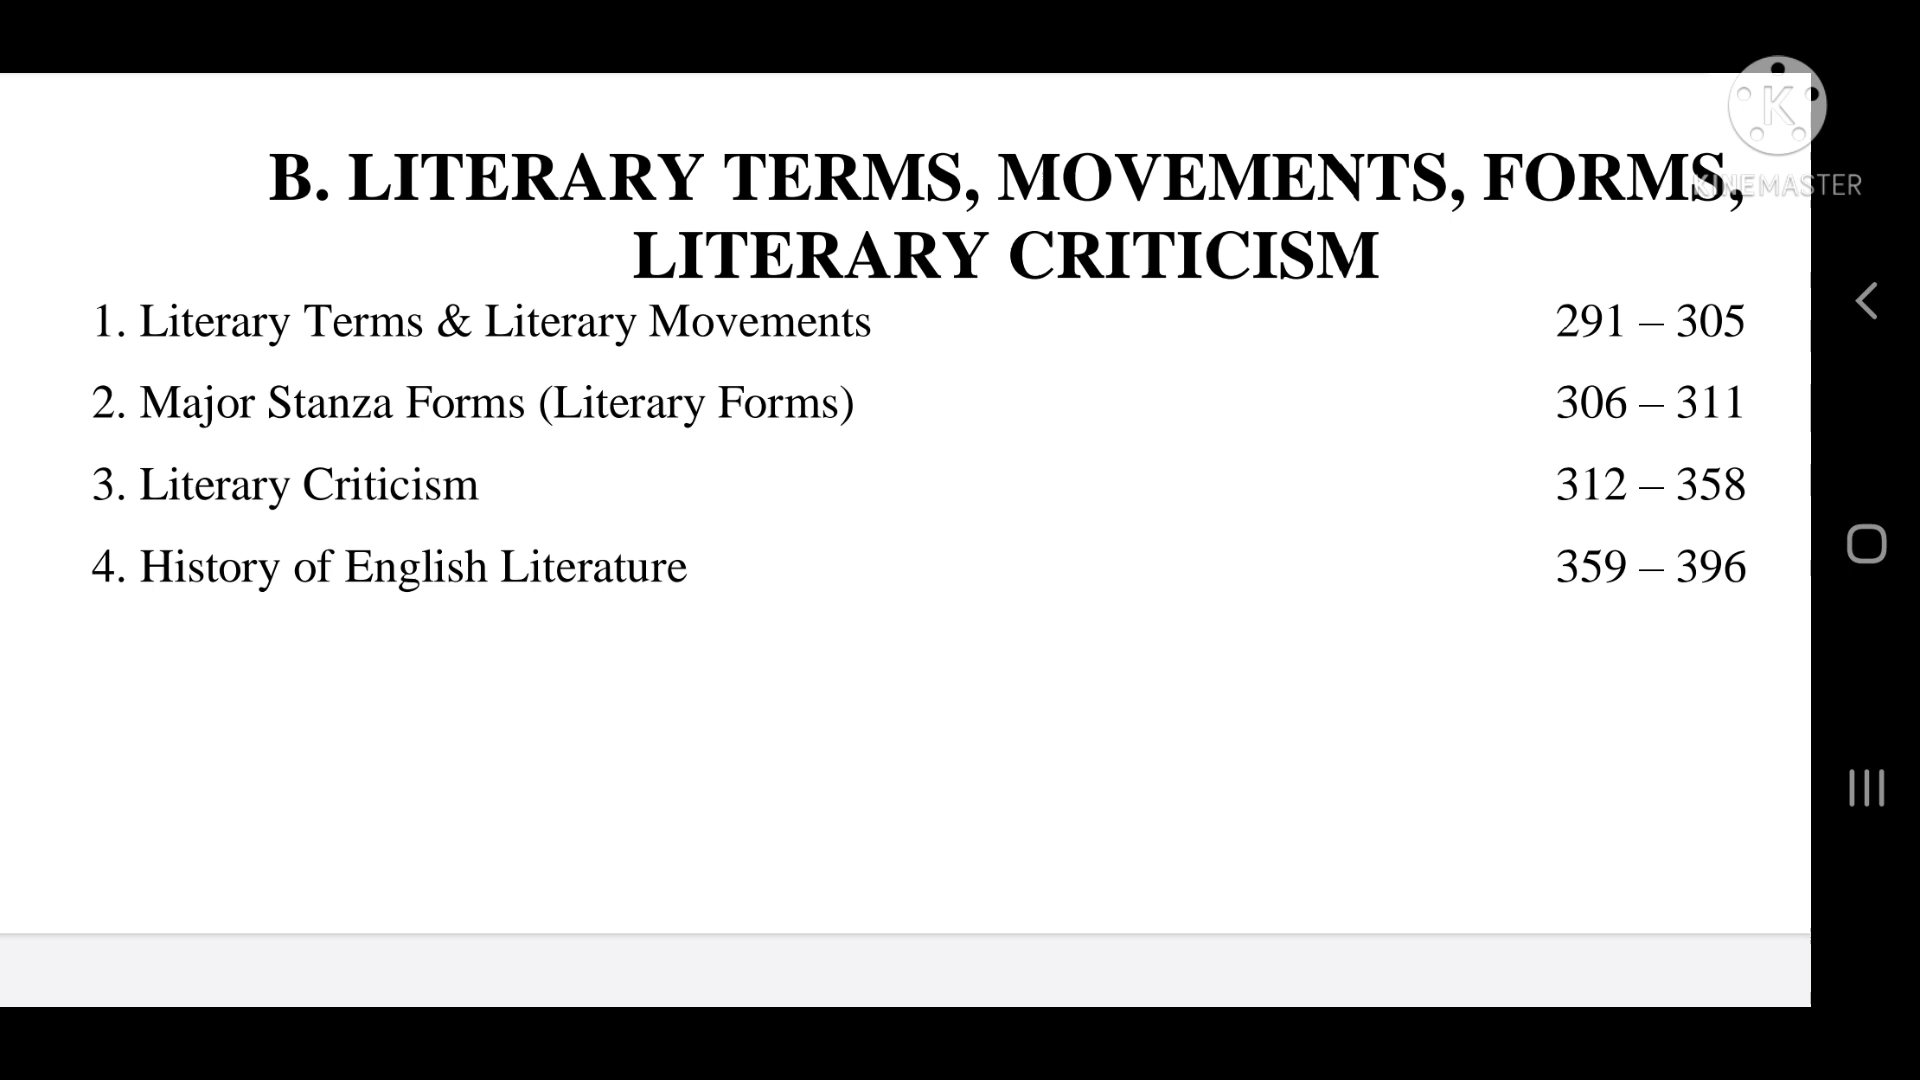 B. LITERARY TERMS, MOVEMENTS, FORMS,
LITERARY CRITICISM
1. Literary Terms & Literary Movements 291 – 305
2. Major Stanza Forms (Literary Forms) 306 – 311
3. Literary Criticism 312 – 358
4. History of English Literature 359 – 396
K
KINEMASTER